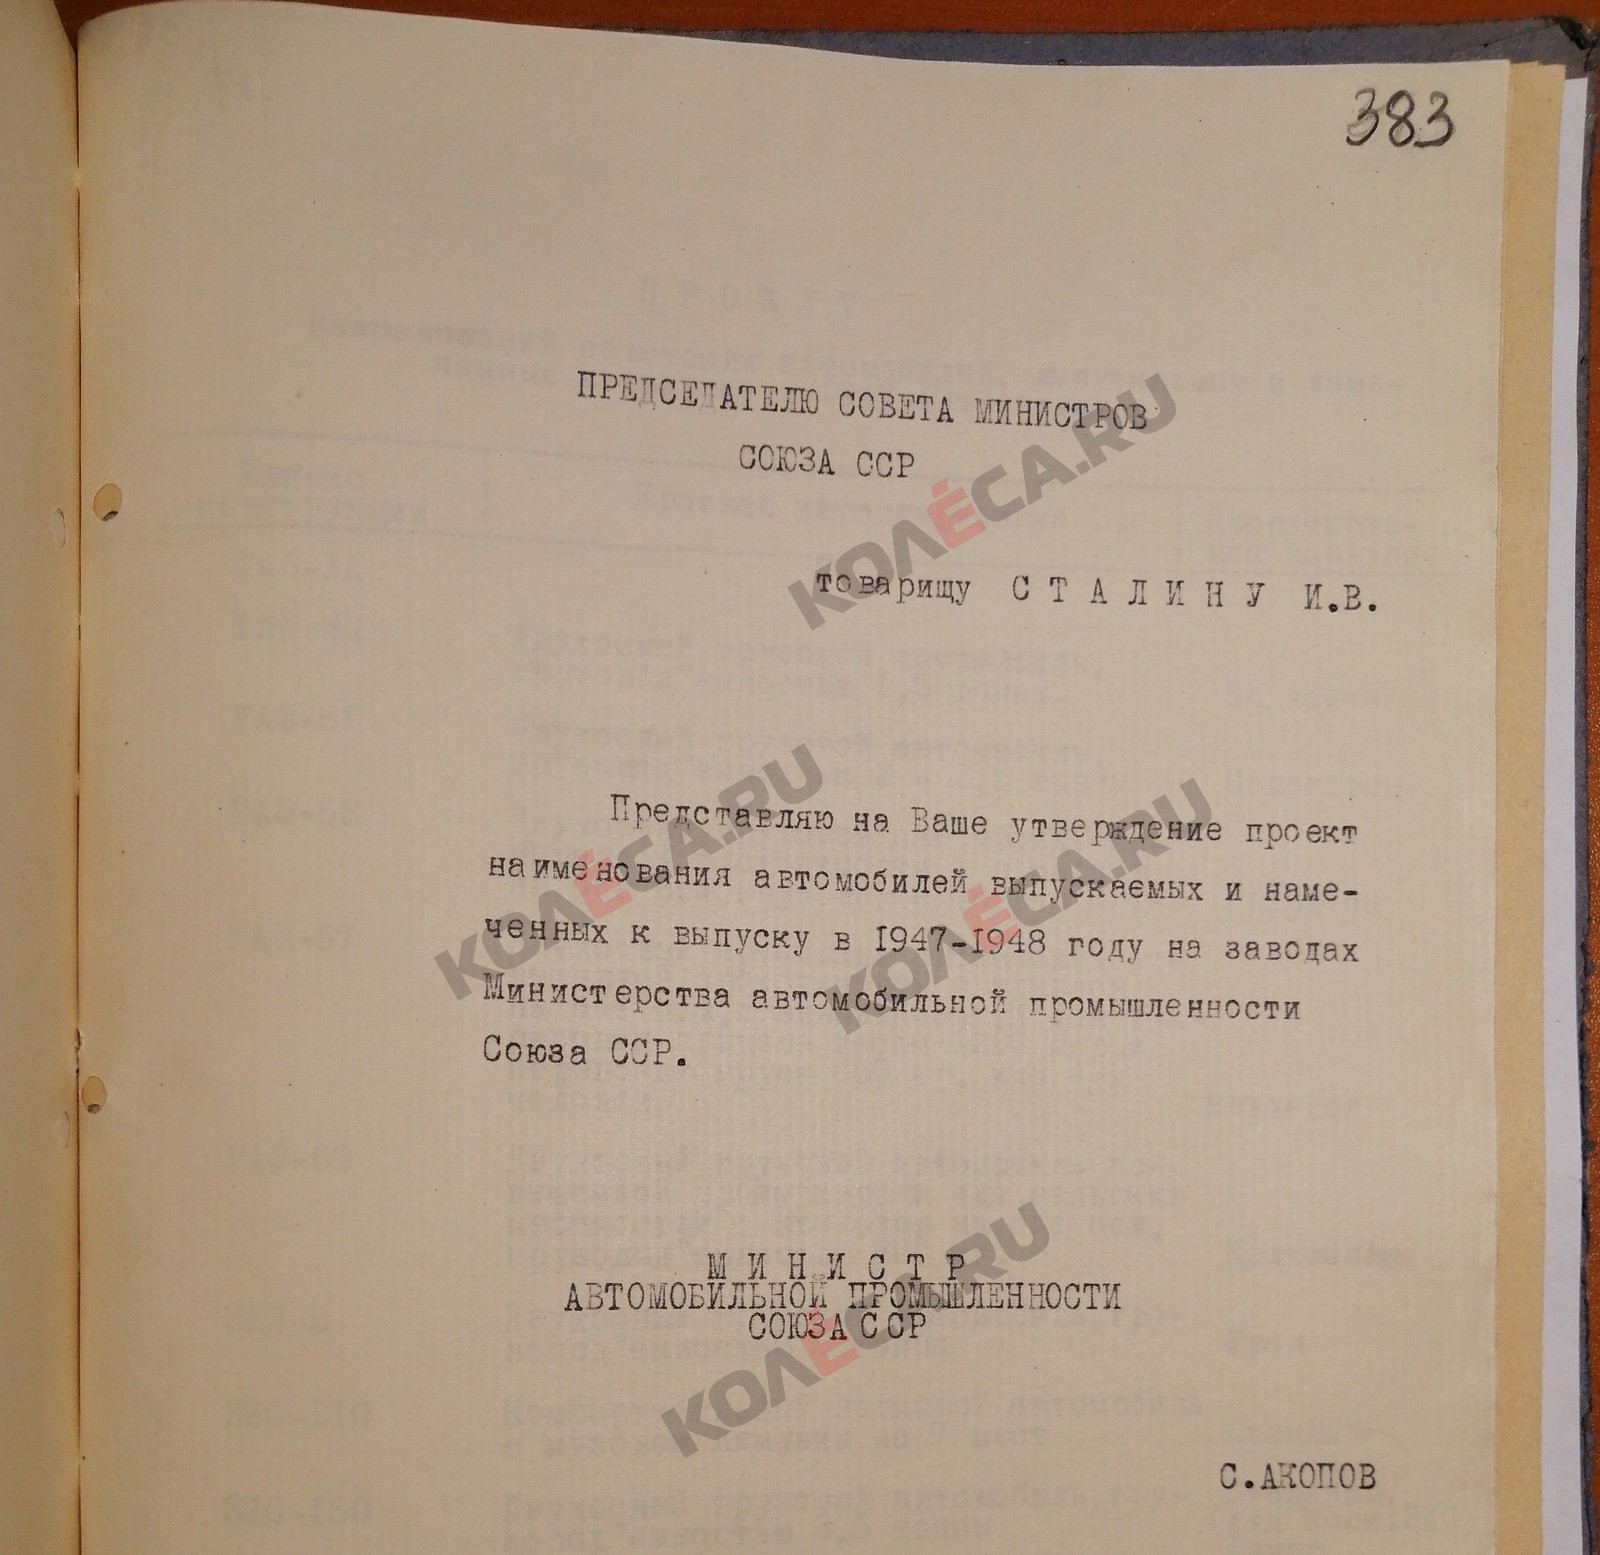 383
ПРЕДСЕДАТЕЛЮ СОВЕТА МИНИСТРОВ
СОЮЗА ССР
товарищу С Т А Л И Н У И.В.
Представляю на Ваше утверждение проект
наименования автомобилей выпускаемых и наме-
ченных к выпуску в 1947-1948 году на заводах
Министерства автомобильной промышленности
Союза ССР.
М И Н И С Т Р
АВТОМОБИЛЬНОЙ ПРОМЫШЛЕННОСТИ
СОЮЗА ССР
С.АКОПОВ
КОЛЁСА.RU
КОЛЁСА.RU
КОЛЁСА.RU
КОЛЁСА.RU